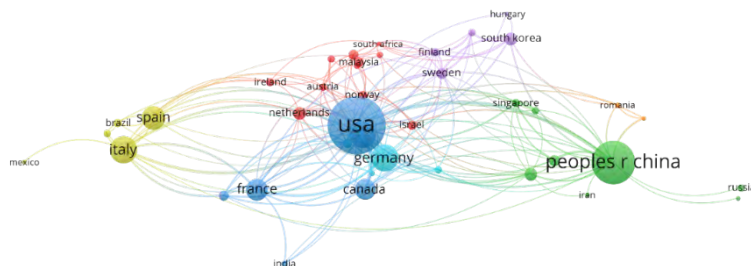 hungary
south korea
south africa
finland
malaysia
sweden
ireland
austria
norway
singapore
romania
netherlands
israel
brazil
spain
usa
italy
germany
peoples r china
mexico
france
canada
iran
russia
india